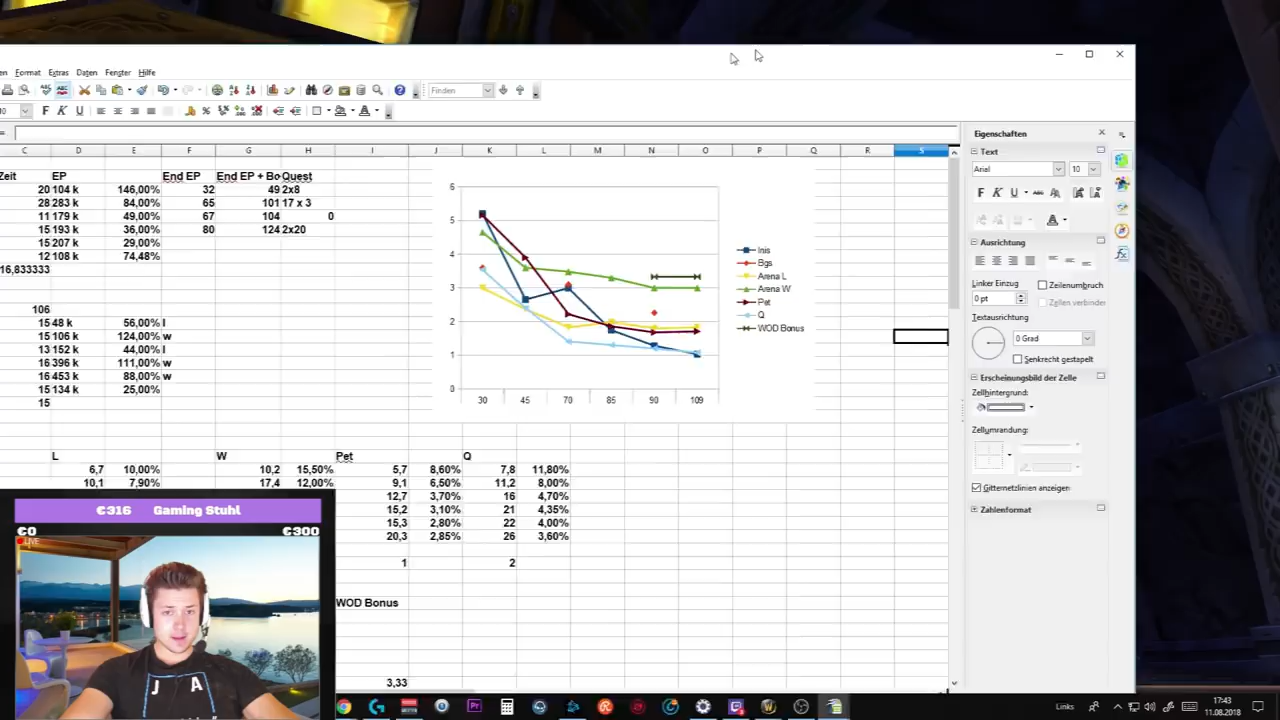 Format Extras Daten Fenster Hilfe
Finden
Eigenschaften
C D E F G H I J K L M N O P Q R S
Zeit EP End EP End EP + Bo Quest
20 104 k 146,00% 32 49 2x8
28 283 k 84,00% 65 101 17 x 3
11 179 k 49,00% 67 104 0
15 193 k 36,00% 80 124 2x20
15 207 k 29,00%
12 108 k 74,48%
16,833333
106
15 48 k 56,00% l
15 106 k 124,00% w
13 152 k 44,00% l
16 396 k 111,00% w
16 453 k 88,00% w
15 134 k 25,00%
15
6
5
4
3
2
1
0
30 45 70 85 90 109
Inis
Bgs
Arena L
Arena W
Pet
Q
WOD Bonus
L W Pet Q
6,7 10,00% 10,2 15,50% 5,7 8,60% 7,8 11,80%
10,1 7,90% 17,4 12,00% 9,1 6,50% 11,2 8,00%
12,7 3,70% 16 4,70%
15,2 3,10% 21 4,35%
15,3 2,80% 22 4,00%
20,3 2,85% 26 3,60%
1 2
WOD Bonus
3,33
Text
Arial 10
F K U
Ausrichtung
Linker Einzug
0 pt
Zeilenumbruch
Zellen verbinden
Textausrichtung
0 Grad
Senkrecht gestapelt
Erscheinungsbild der Zelle
Zellhintergrund:
Zellumrandung:
Gitternetzlinien anzeigen
Zahlenformat
€316 Gaming Stuhl
€0 €300
LIVE
J A
Links 17:43
11.08.2018